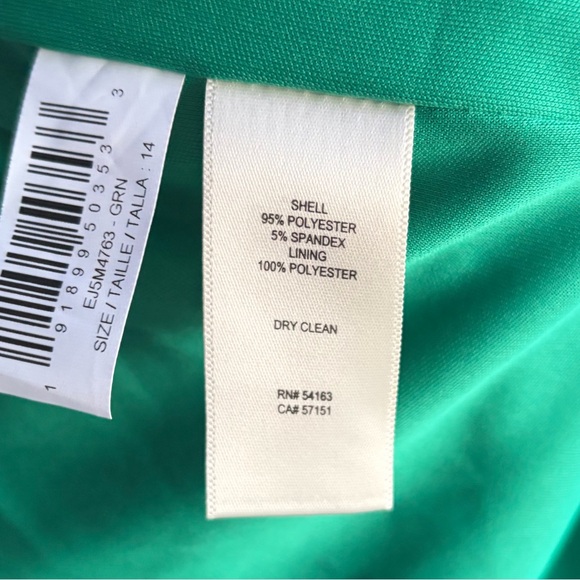 1 91899 50353 3
EJ5M4763 - GRN
SIZE / TAILLE / TALLA : 14
SHELL
95% POLYESTER
5% SPANDEX
LINING
100% POLYESTER
DRY CLEAN
RN# 54163
CA# 57151